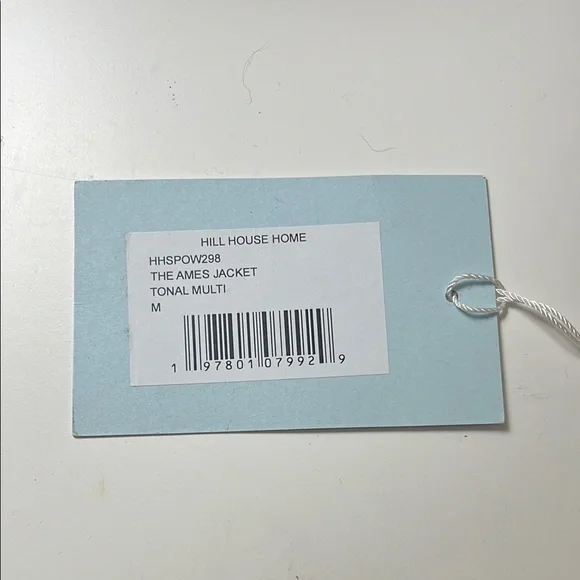 HILL HOUSE HOME
HHSPOW298
THE AMES JACKET
TONAL MULTI
M
1 97801 07992 9